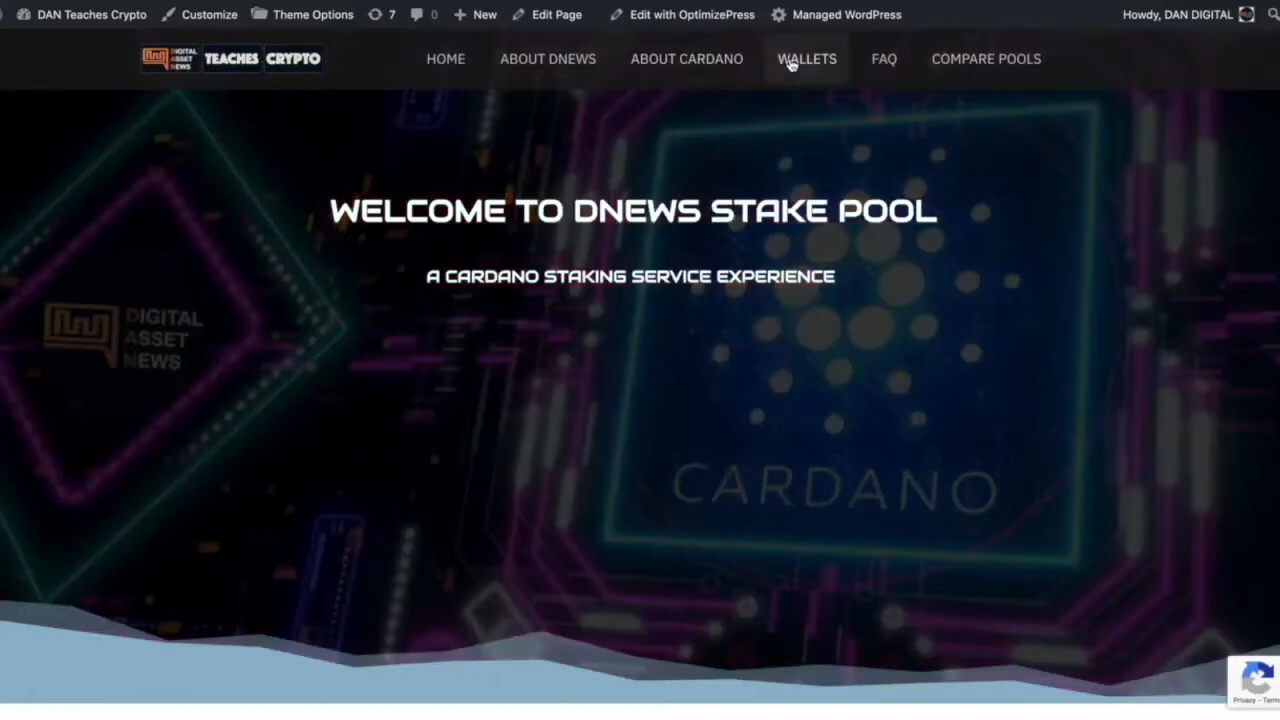 DAN Teaches Crypto Customize Theme Options 7 0 New Edit Page Edit with OptimizePress Managed WordPress Howdy, DAN DIGITAL
DIGITAL ASSET NEWS TEACHES CRYPTO HOME ABOUT DNEWS ABOUT CARDANO WALLETS FAQ COMPARE POOLS
WELCOME TO DNEWS STAKE POOL
A CARDANO STAKING SERVICE EXPERIENCE
DIGITAL
ASSET
NEWS
CARDANO
Privacy - Terms